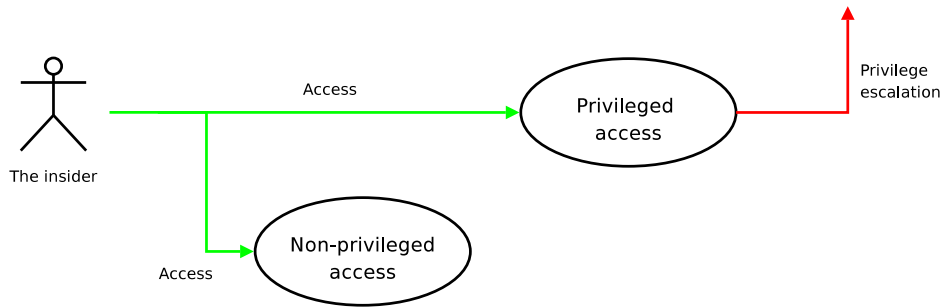 Access
Privileged
access
Privilege
escalation
The insider
Non-privileged
access
Access